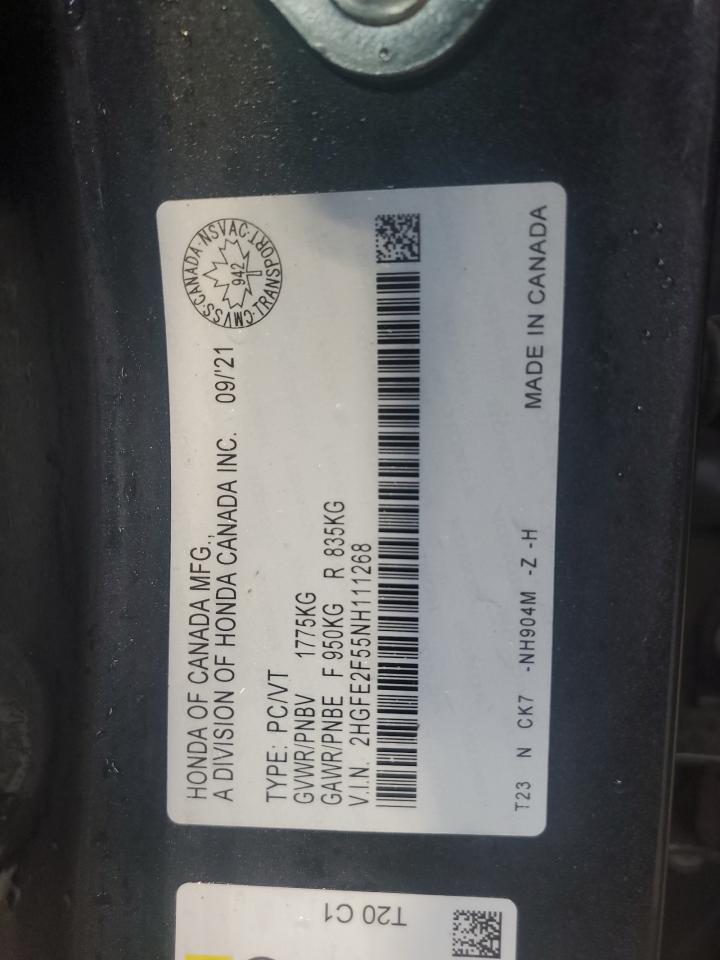 HONDA OF CANADA MFG.,
A DIVISION OF HONDA CANADA INC. 09/'21
CMVSS·CANADA·NSVAC·TRANSPORT·
942
TYPE: PC/VT
GVWR/PNBV 1775KG
GAWR/PNBE F 950KG R 835KG
V.I.N. 2HGFE2F55NH111268
T23 N CK7 -NH904M -Z -H
MADE IN CANADA
T20 C1